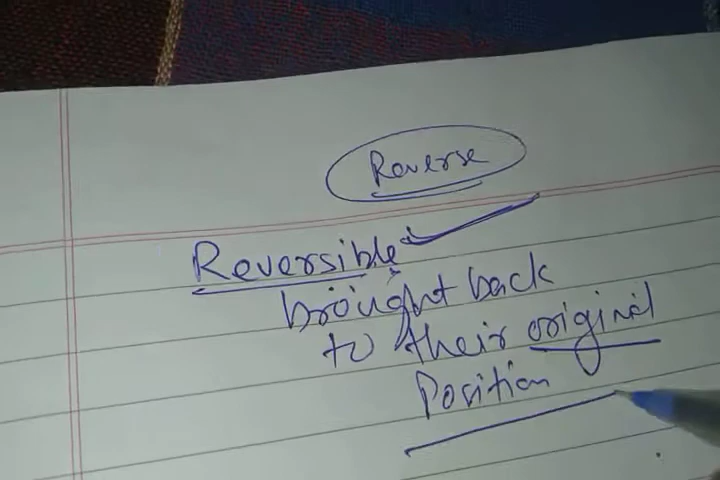 Reverse
Reversible
brought back
to their original
Position